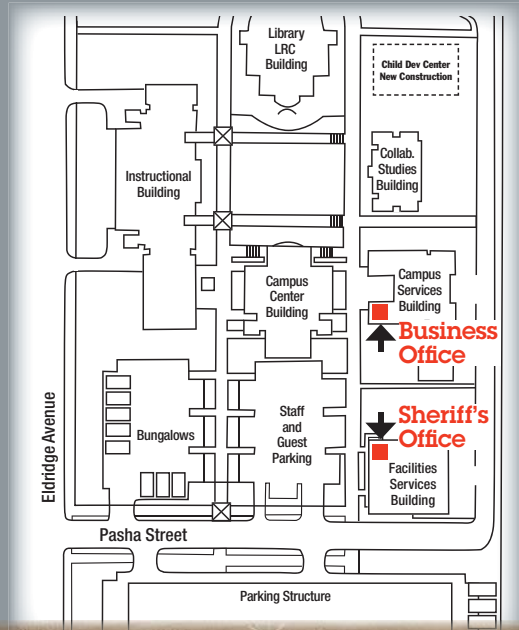 Library
LRC
Building
Child Dev Center
New Construction
Collab.
Studies
Building
Instructional
Building
Campus
Center
Building
Campus
Services
Building
Business
Office
Sheriff's
Office
Staff
and
Guest
Parking
Bungalows
Facilities
Services
Building
Eldridge Avenue
Pasha Street
Parking Structure